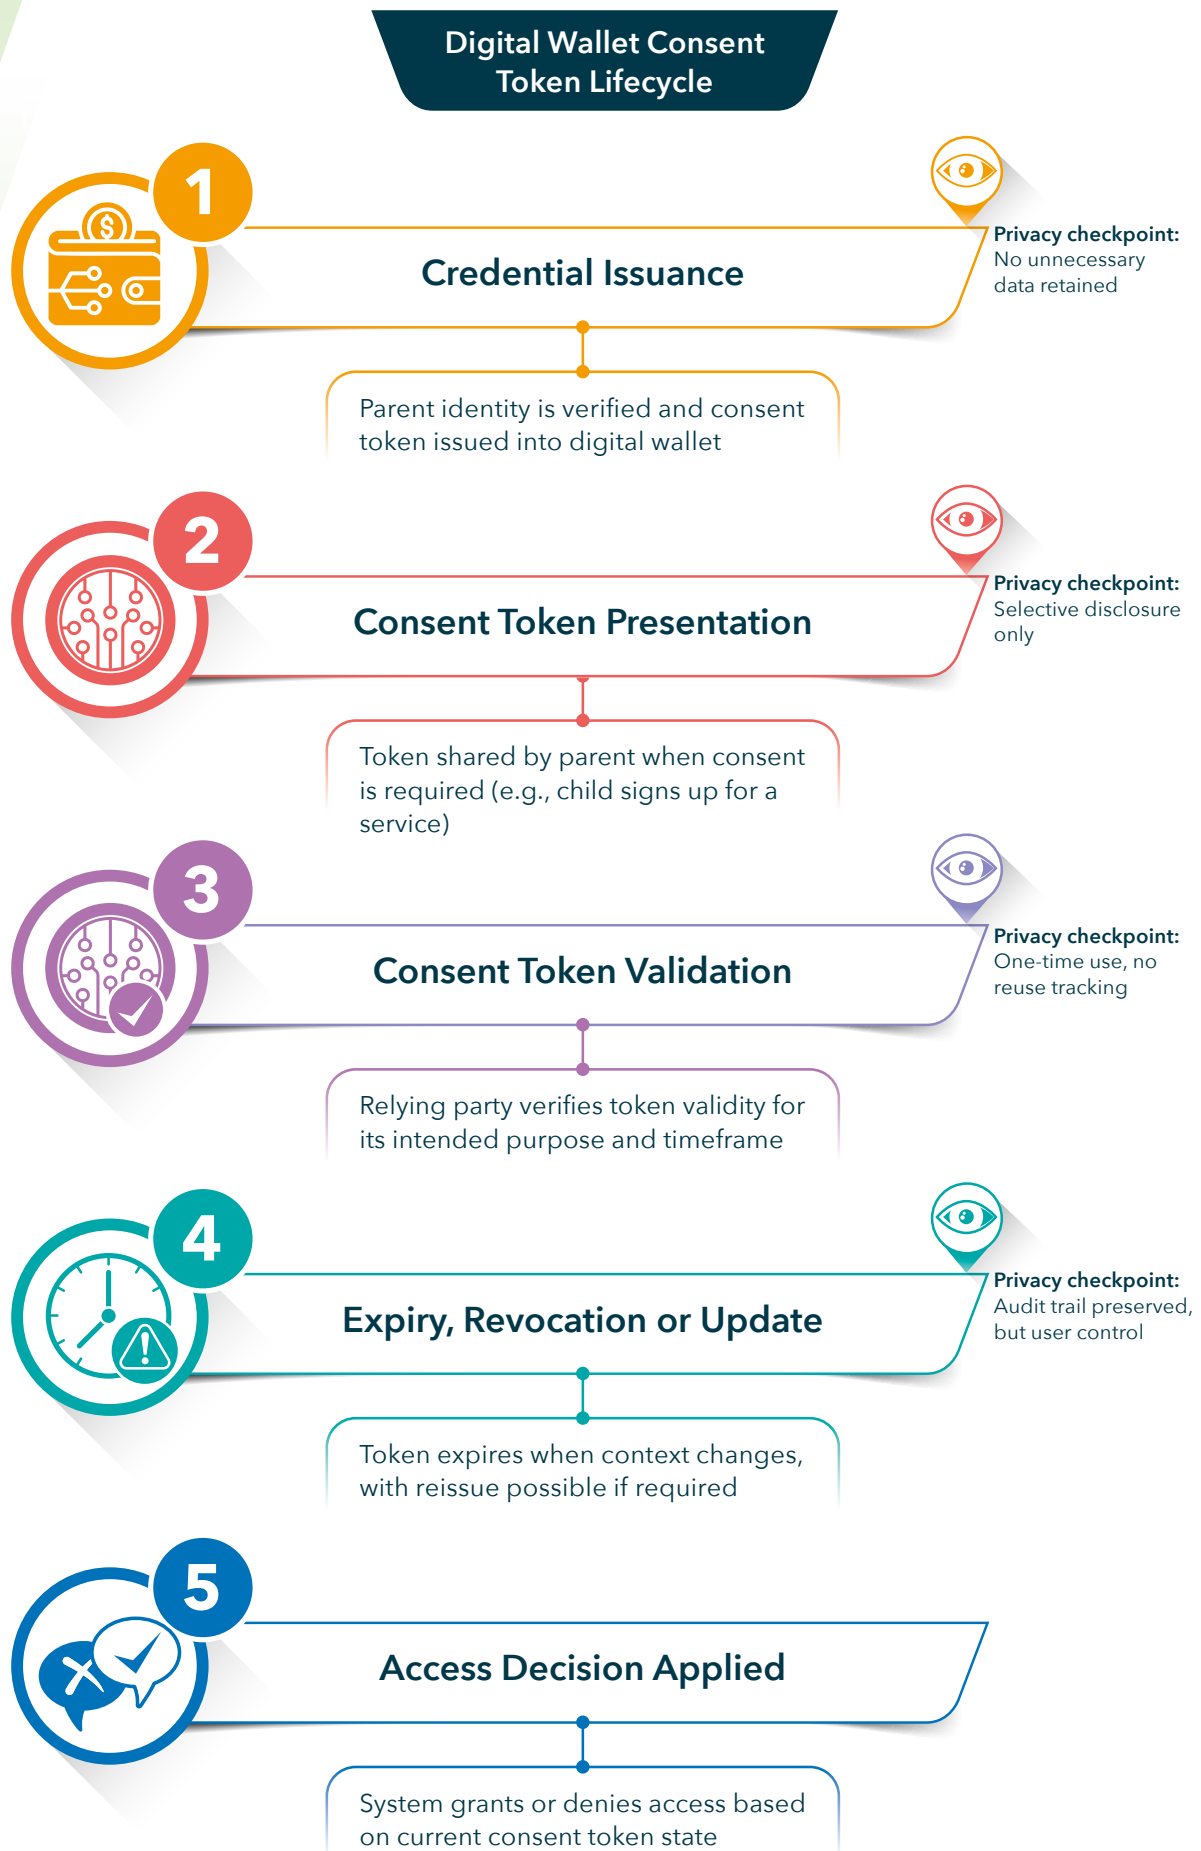 Digital Wallet Consent
Token Lifecycle
1
$
Credential Issuance
Privacy checkpoint:
No unnecessary
data retained
Parent identity is verified and consent
token issued into digital wallet
2
Consent Token Presentation
Privacy checkpoint:
Selective disclosure
only
Token shared by parent when consent
is required (e.g., child signs up for a
service)
3
Consent Token Validation
Privacy checkpoint:
One-time use, no
reuse tracking
Relying party verifies token validity for
its intended purpose and timeframe
4
Expiry, Revocation or Update
Privacy checkpoint:
Audit trail preserved,
but user control
Token expires when context changes,
with reissue possible if required
5
Access Decision Applied
System grants or denies access based
on current consent token state